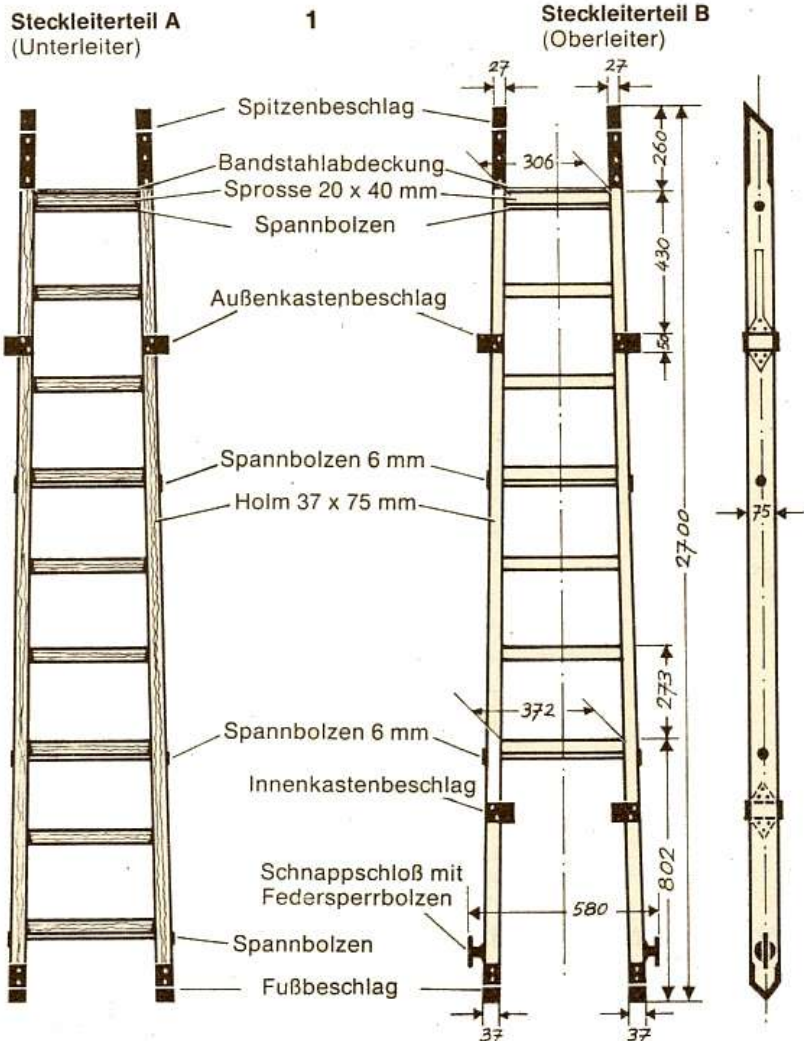 Steckleiterteil A
(Unterleiter)
1
Steckleiterteil B
(Oberleiter)
27
27
Spitzenbeschlag
260
Bandstahlabdeckung
306
Sprosse 20 x 40 mm
Spannbolzen
430
Außenkastenbeschlag
50
Spannbolzen 6 mm
Holm 37 x 75 mm
75
2700
273
372
Spannbolzen 6 mm
Innenkastenbeschlag
802
Schnappschloß mit
Federsperrbolzen
580
Spannbolzen
Fußbeschlag
37
37